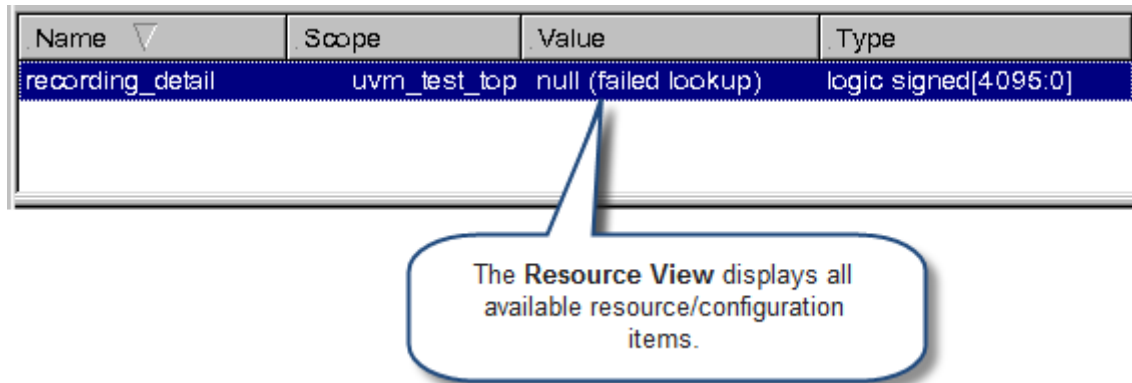 Name Scope Value Type
recording_detail uvm_test_top null (failed lookup) logic signed[4095:0]
The Resource View displays all
available resource/configuration
items.